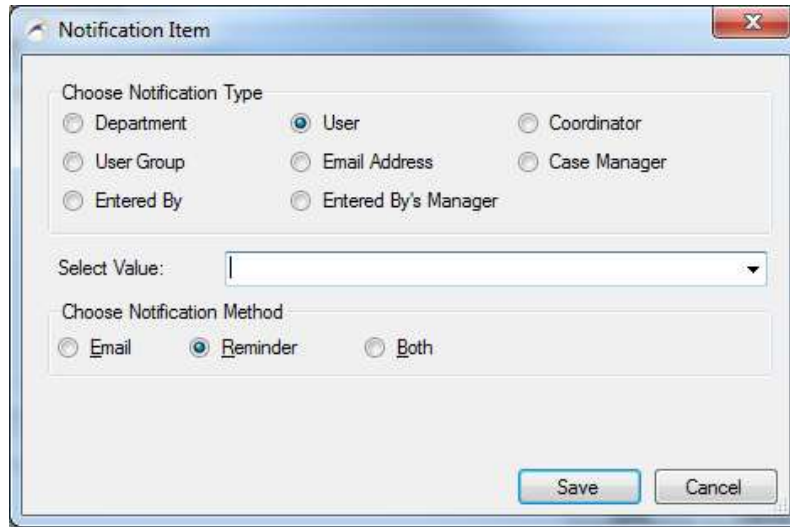 Notification Item
Choose Notification Type
Department User Coordinator
User Group Email Address Case Manager
Entered By Entered By's Manager
Select Value:
Choose Notification Method
Email Reminder Both
Save Cancel